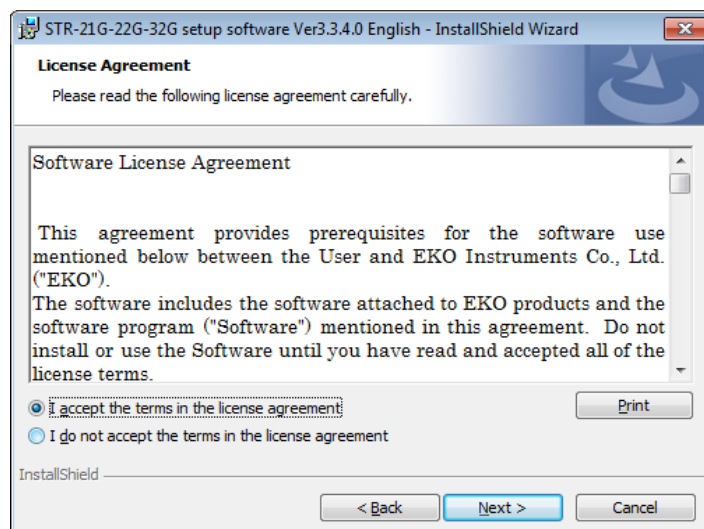 STR-21G-22G-32G setup software Ver3.3.4.0 English - InstallShield Wizard
License Agreement
Please read the following license agreement carefully.
Software License Agreement
This agreement provides prerequisites for the software use
mentioned below between the User and EKO Instruments Co., Ltd.
("EKO").
The software includes the software attached to EKO products and the
software program ("Software") mentioned in this agreement. Do not
install or use the Software until you have read and accepted all of the
license terms.
I accept the terms in the license agreement
Print
I do not accept the terms in the license agreement
InstallShield
< Back
Next >
Cancel